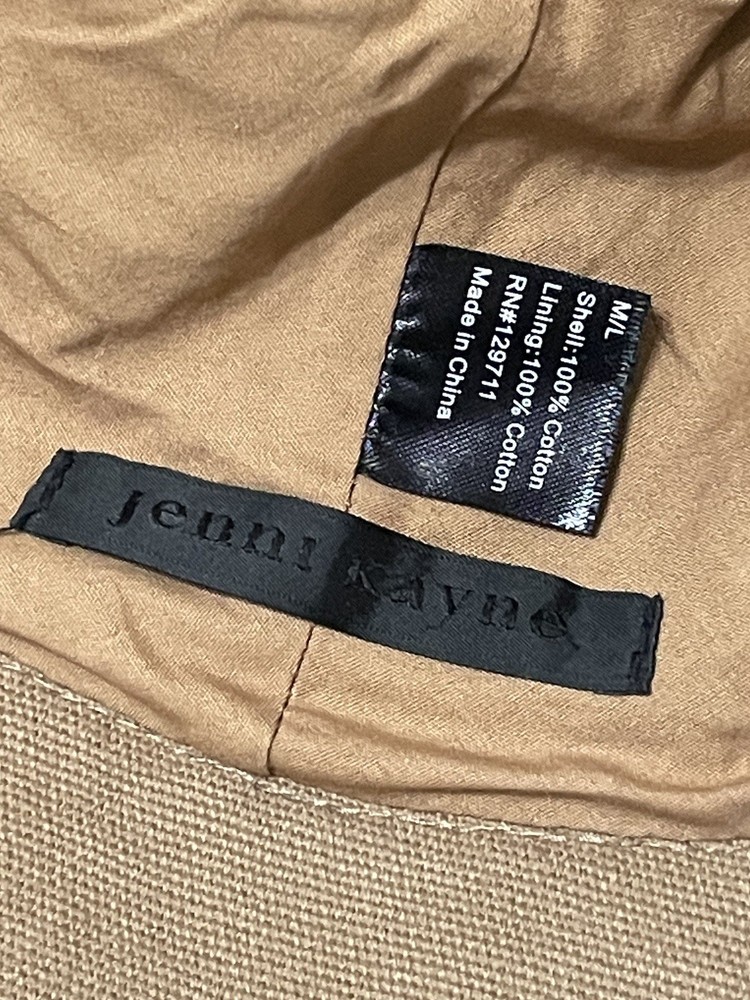 M/L
Shell:100% Cotton
Lining:100% Cotton
RN#129711
Made in China
jenni kayne